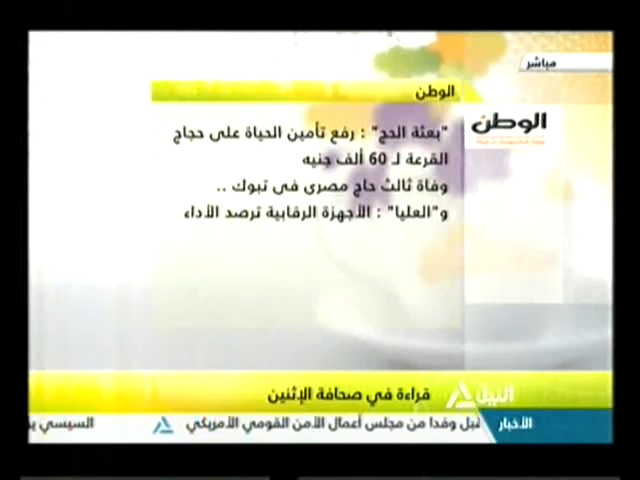 مباشر
الوطن
الوطن
"بعثة الحج" : رفع تأمين الحياة على حجاج
القرعة لـ 60 ألف جنيه
وفاة ثالث حاج مصرى فى تبوك ..
و"العليا" : الأجهزة الرقابية ترصد الأداء
النيل
قراءة في صحافة الإثنين
الأخبار
وفدا من مجلس أعمال الأمن القومي الأمريكي
السيسي